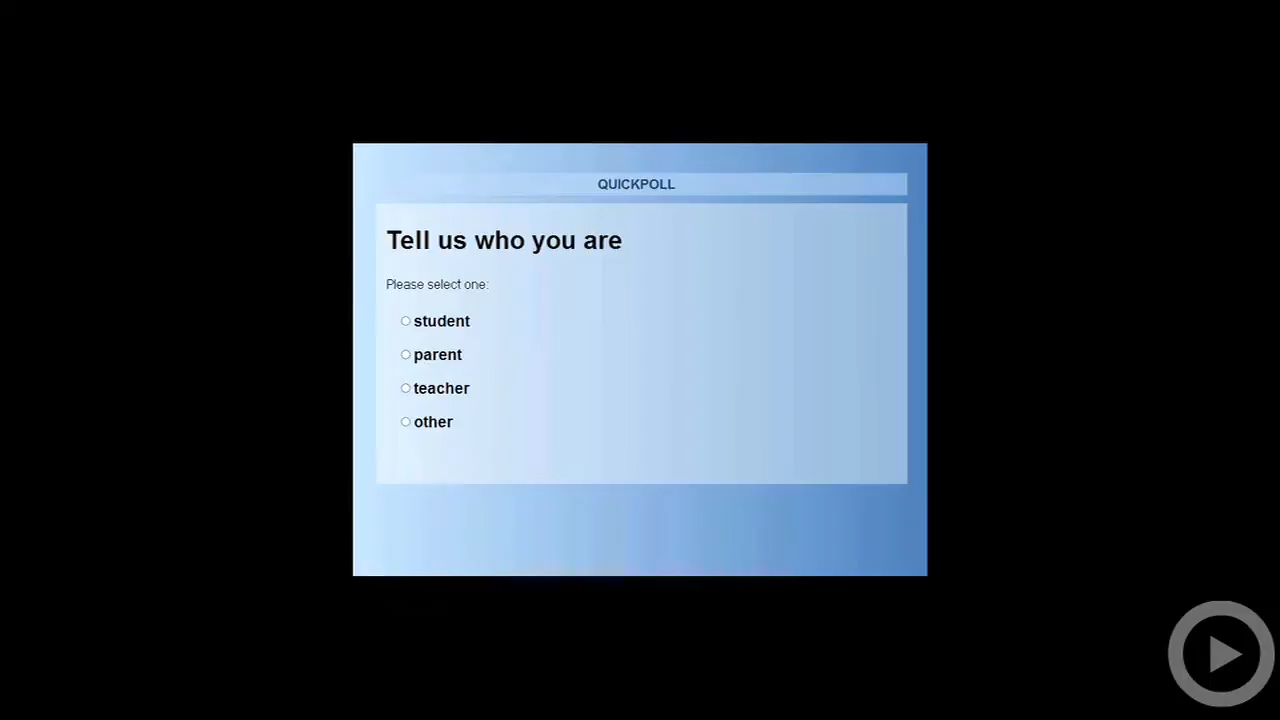 QUICKPOLL
Tell us who you are
Please select one:
student
parent
teacher
other